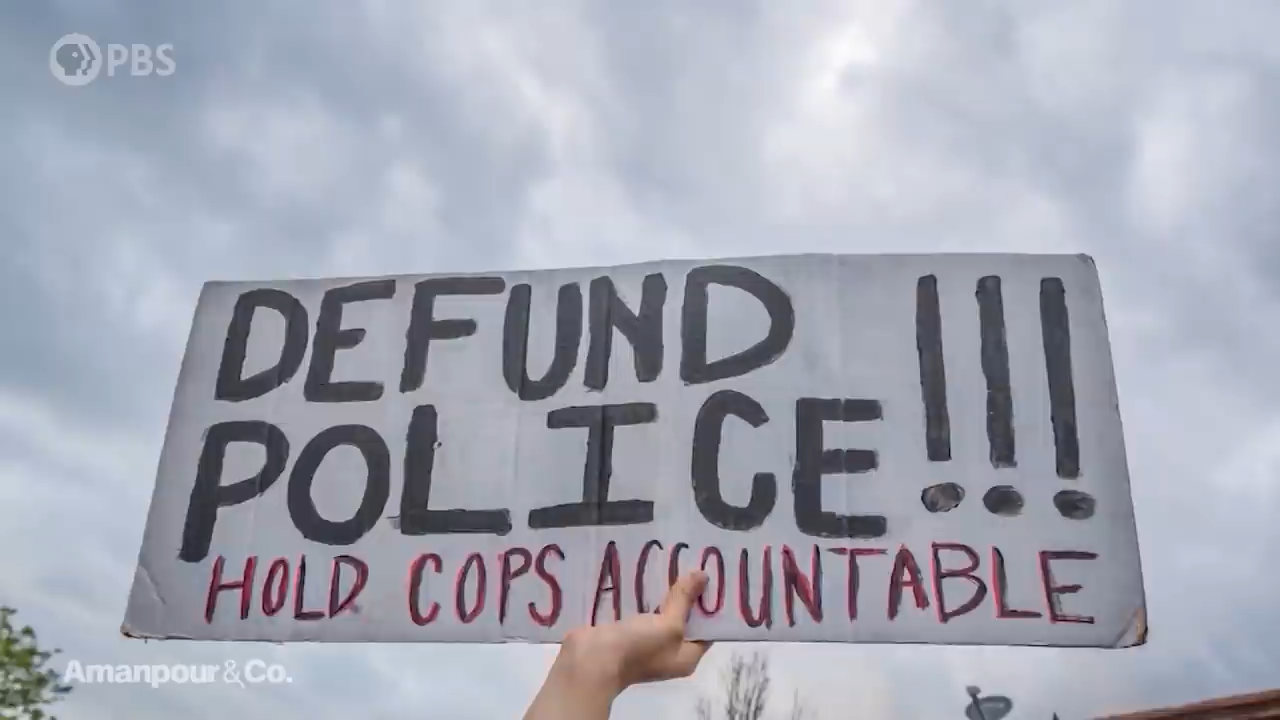 PBS
DEFUND
POLICE!!!
HOLD COPS ACCOUNTABLE
Amanpour&Co.